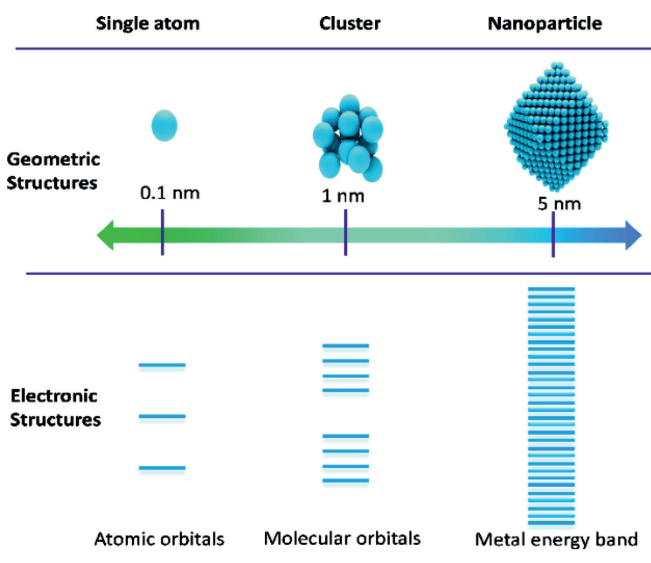 Single atom
Cluster
Nanoparticle
Geometric
Structures
0.1 nm
1 nm
5 nm
Electronic
Structures
Atomic orbitals
Molecular orbitals
Metal energy band